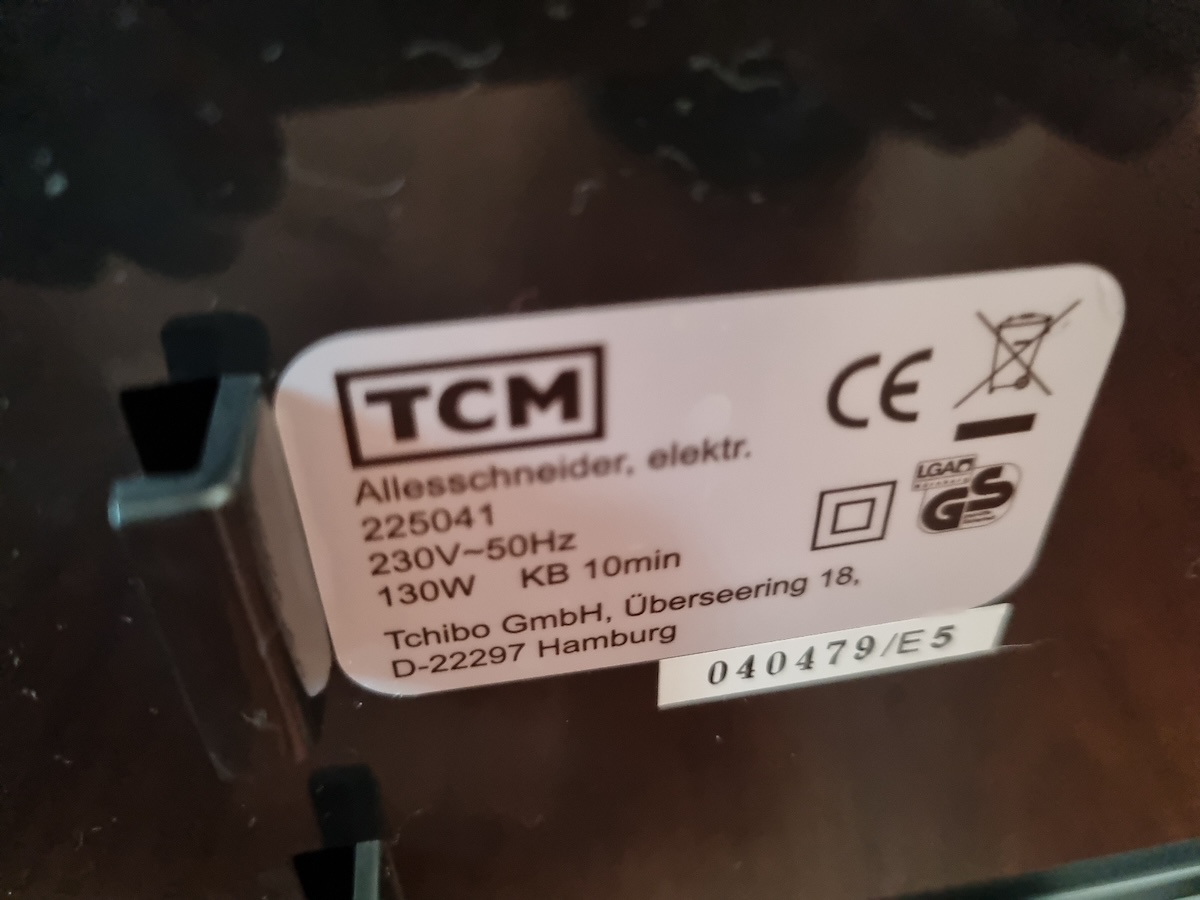 TCM
Allesschneider, elektr.
225041
230V~50Hz
130W KB 10min
Tchibo GmbH, Überseering 18,
D-22297 Hamburg
CE
LGA
GS
040479/E5